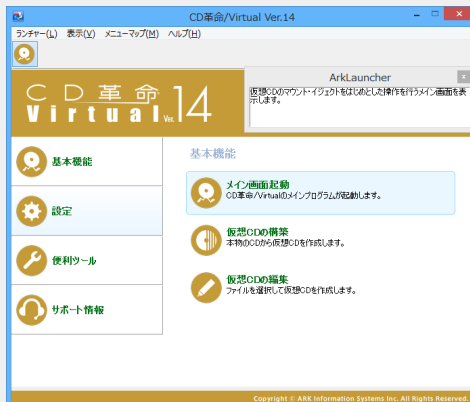 CD革命/Virtual Ver.14
ランチャー(L) 表示(V) メニューマップ(M) ヘルプ(H)
CD革命
Virtual Ver.14
ArkLauncher
x
仮想CDのマウント・イジェクトをはじめとした操作を行うメイン画面を表示します。
基本機能
設定
便利ツール
サポート情報
基本機能
メイン画面起動
CD革命/Virtualのメインプログラムが起動します。
仮想CDの構築
本物のCDから仮想CDを作成します。
仮想CDの編集
ファイルを選択して仮想CDを作成します。
Copyright © ARK Information Systems Inc. All Rights Reserved.